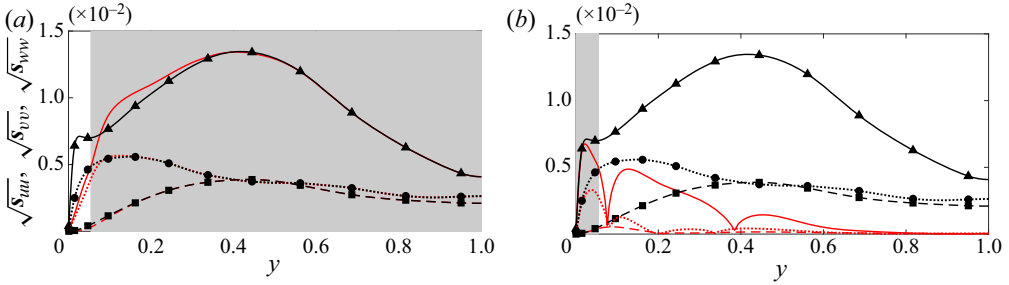 (a) (×10⁻²) (b) (×10⁻²)
1.5 1.5
1.0 1.0
0.5 0.5
√s_uu, √s_vv, √s_ww
0 0.2 0.4 0.6 0.8 1.0 0 0.2 0.4 0.6 0.8 1.0
y y